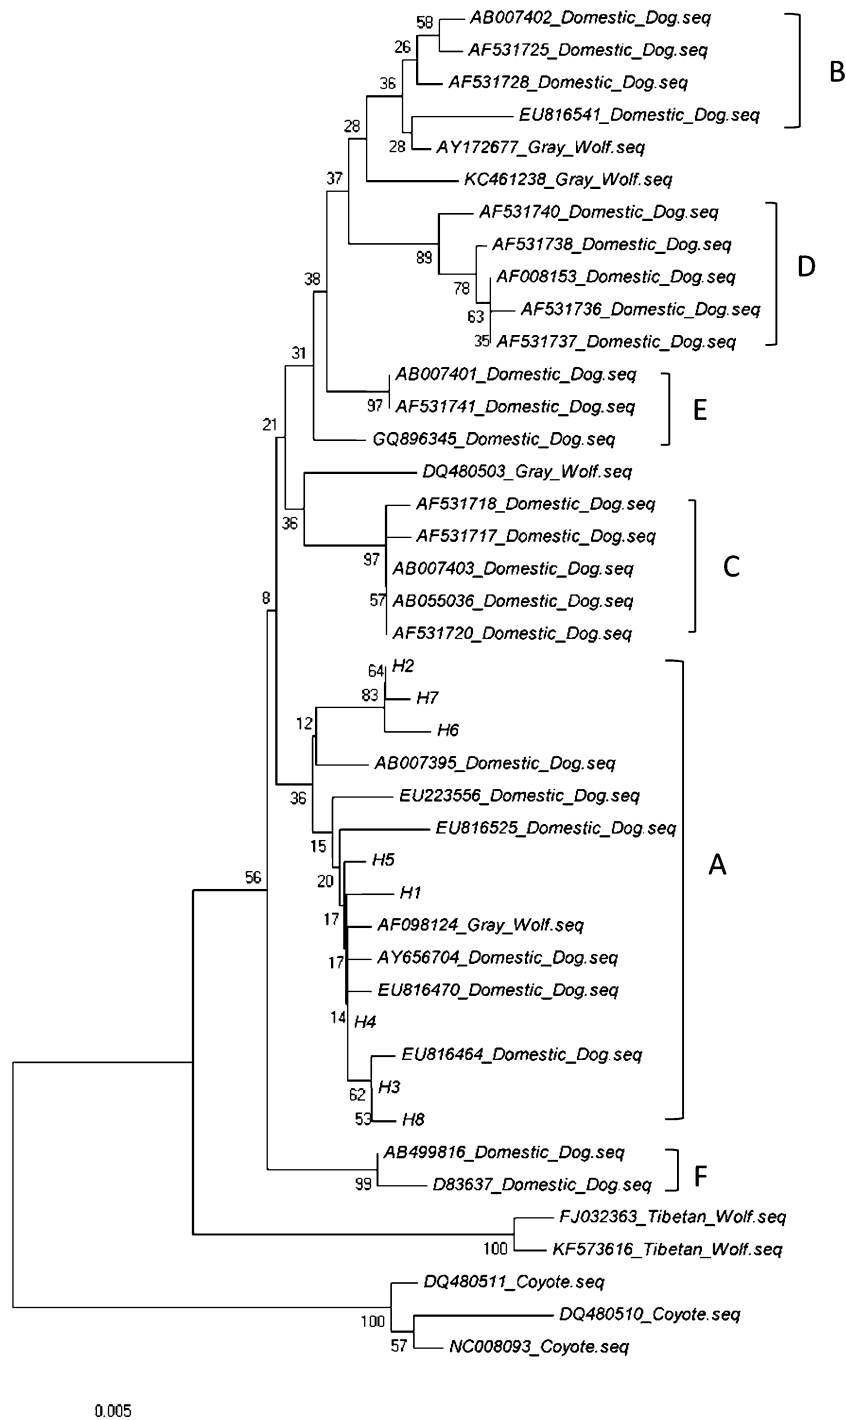 58 AB007402_Domestic_Dog.seq
26 AF531725_Domestic_Dog.seq
36 AF531728_Domestic_Dog.seq
B
EU816541_Domestic_Dog.seq
28 28 AY172677_Gray_Wolf.seq
37 KC461238_Gray_Wolf.seq
AF531740_Domestic_Dog.seq
89 AF531738_Domestic_Dog.seq
D
38 78 AF008153_Domestic_Dog.seq
63 AF531736_Domestic_Dog.seq
31 35 AF531737_Domestic_Dog.seq
AB007401_Domestic_Dog.seq
97 AF531741_Domestic_Dog.seq
E
21 GQ896345_Domestic_Dog.seq
DQ480503_Gray_Wolf.seq
36 AF531718_Domestic_Dog.seq
AF531717_Domestic_Dog.seq
97 AB007403_Domestic_Dog.seq
C
8 57 AB055036_Domestic_Dog.seq
AF531720_Domestic_Dog.seq
64 H2
83 H7
12 H6
AB007395_Domestic_Dog.seq
36 EU223556_Domestic_Dog.seq
EU816525_Domestic_Dog.seq
15 H5
A
56 20 H1
17 AF098124_Gray_Wolf.seq
17 AY656704_Domestic_Dog.seq
EU816470_Domestic_Dog.seq
14 H4
EU816464_Domestic_Dog.seq
62 H3
53 H8
AB499816_Domestic_Dog.seq
F
99 D83637_Domestic_Dog.seq
FJ032363_Tibetan_Wolf.seq
100 KF573616_Tibetan_Wolf.seq
DQ480511_Coyote.seq
100 DQ480510_Coyote.seq
57 NC008093_Coyote.seq
0.005